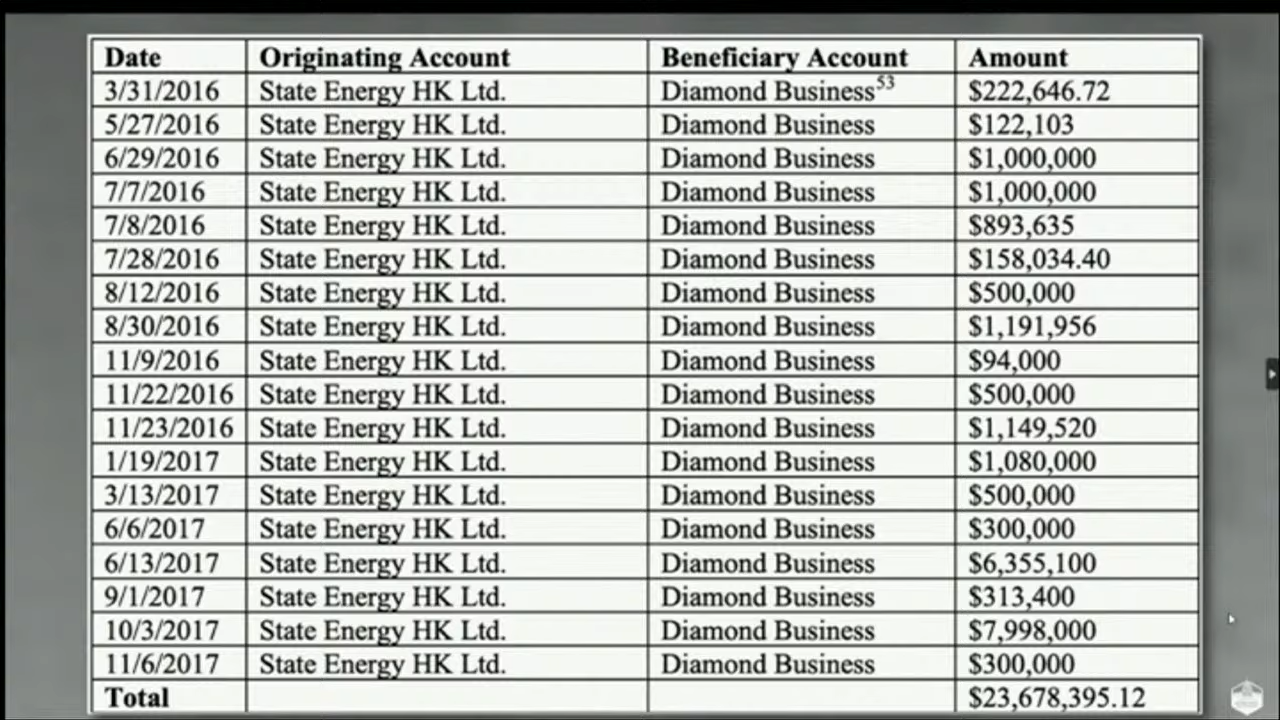 Date Originating Account Beneficiary Account Amount
3/31/2016 State Energy HK Ltd. Diamond Business53 $222,646.72
5/27/2016 State Energy HK Ltd. Diamond Business $122,103
6/29/2016 State Energy HK Ltd. Diamond Business $1,000,000
7/7/2016 State Energy HK Ltd. Diamond Business $1,000,000
7/8/2016 State Energy HK Ltd. Diamond Business $893,635
7/28/2016 State Energy HK Ltd. Diamond Business $158,034.40
8/12/2016 State Energy HK Ltd. Diamond Business $500,000
8/30/2016 State Energy HK Ltd. Diamond Business $1,191,956
11/9/2016 State Energy HK Ltd. Diamond Business $94,000
11/22/2016 State Energy HK Ltd. Diamond Business $500,000
11/23/2016 State Energy HK Ltd. Diamond Business $1,149,520
1/19/2017 State Energy HK Ltd. Diamond Business $1,080,000
3/13/2017 State Energy HK Ltd. Diamond Business $500,000
6/6/2017 State Energy HK Ltd. Diamond Business $300,000
6/13/2017 State Energy HK Ltd. Diamond Business $6,355,100
9/1/2017 State Energy HK Ltd. Diamond Business $313,400
10/3/2017 State Energy HK Ltd. Diamond Business $7,998,000
11/6/2017 State Energy HK Ltd. Diamond Business $300,000
Total $23,678,395.12